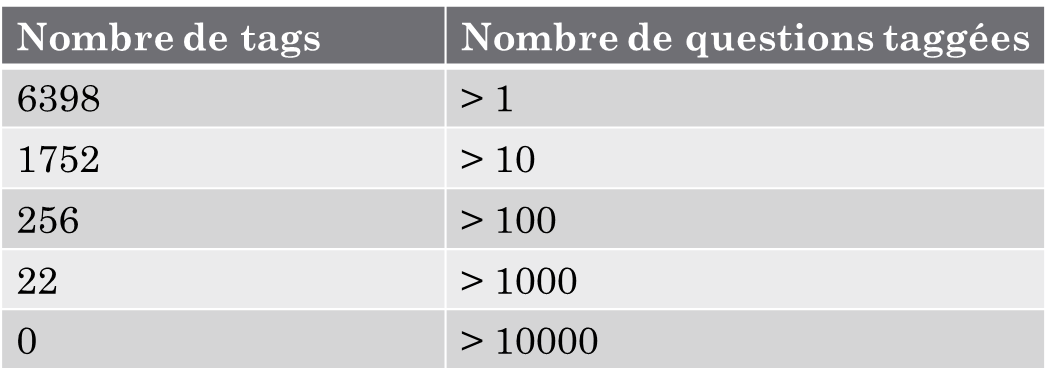 Nombre de tags Nombre de questions taggées
6398 > 1
1752 > 10
256 > 100
22 > 1000
0 > 10000